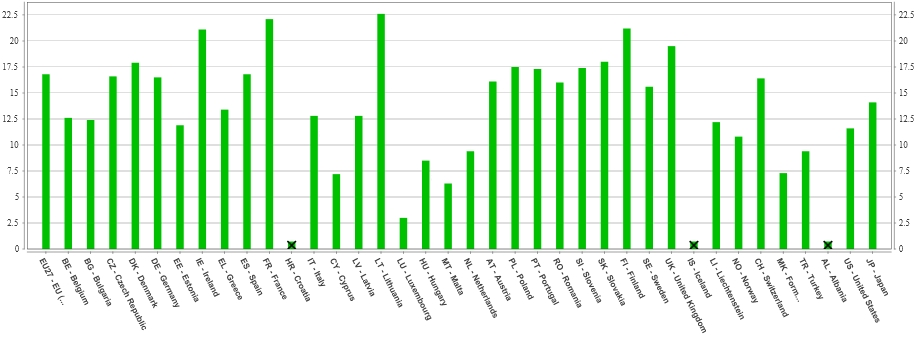 22.5 22.5
20 20
17.5 17.5
15 15
12.5 12.5
10 10
7.5 7.5
5 5
2.5 2.5
0 0
EU27 - EU (...
BE - Belgium
BG - Bulgaria
CZ - Czech Republic
DK - Denmark
DE - Germany
EE - Estonia
IE - Ireland
EL - Greece
ES - Spain
FR - France
HR - Croatia
IT - Italy
CY - Cyprus
LV - Latvia
LT - Lithuania
LU - Luxembourg
HU - Hungary
MT - Malta
NL - Netherlands
AT - Austria
PL - Poland
PT - Portugal
RO - Romania
SI - Slovenia
SK - Slovakia
FI - Finland
SE - Sweden
UK - United Kingdom
IS - Iceland
LI - Liechtenstein
NO - Norway
CH - Switzerland
MK - Form...
TR - Turkey
AL - Albania
US - United States
JP - Japan